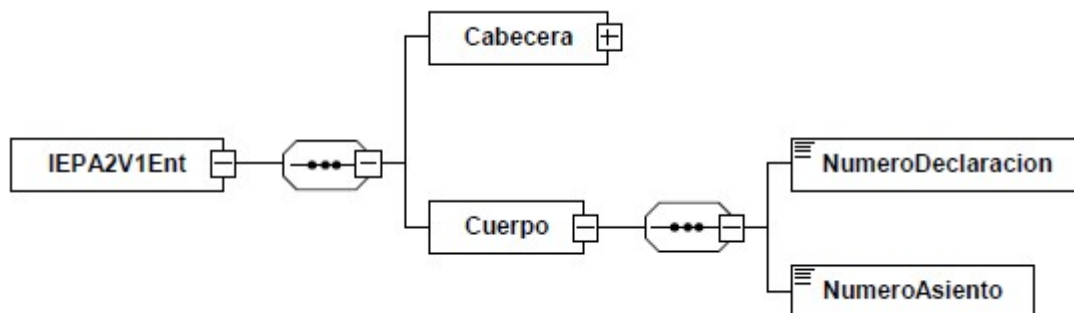 Cabecera
IEPA2V1Ent
NumeroDeclaracion
Cuerpo
NumeroAsiento